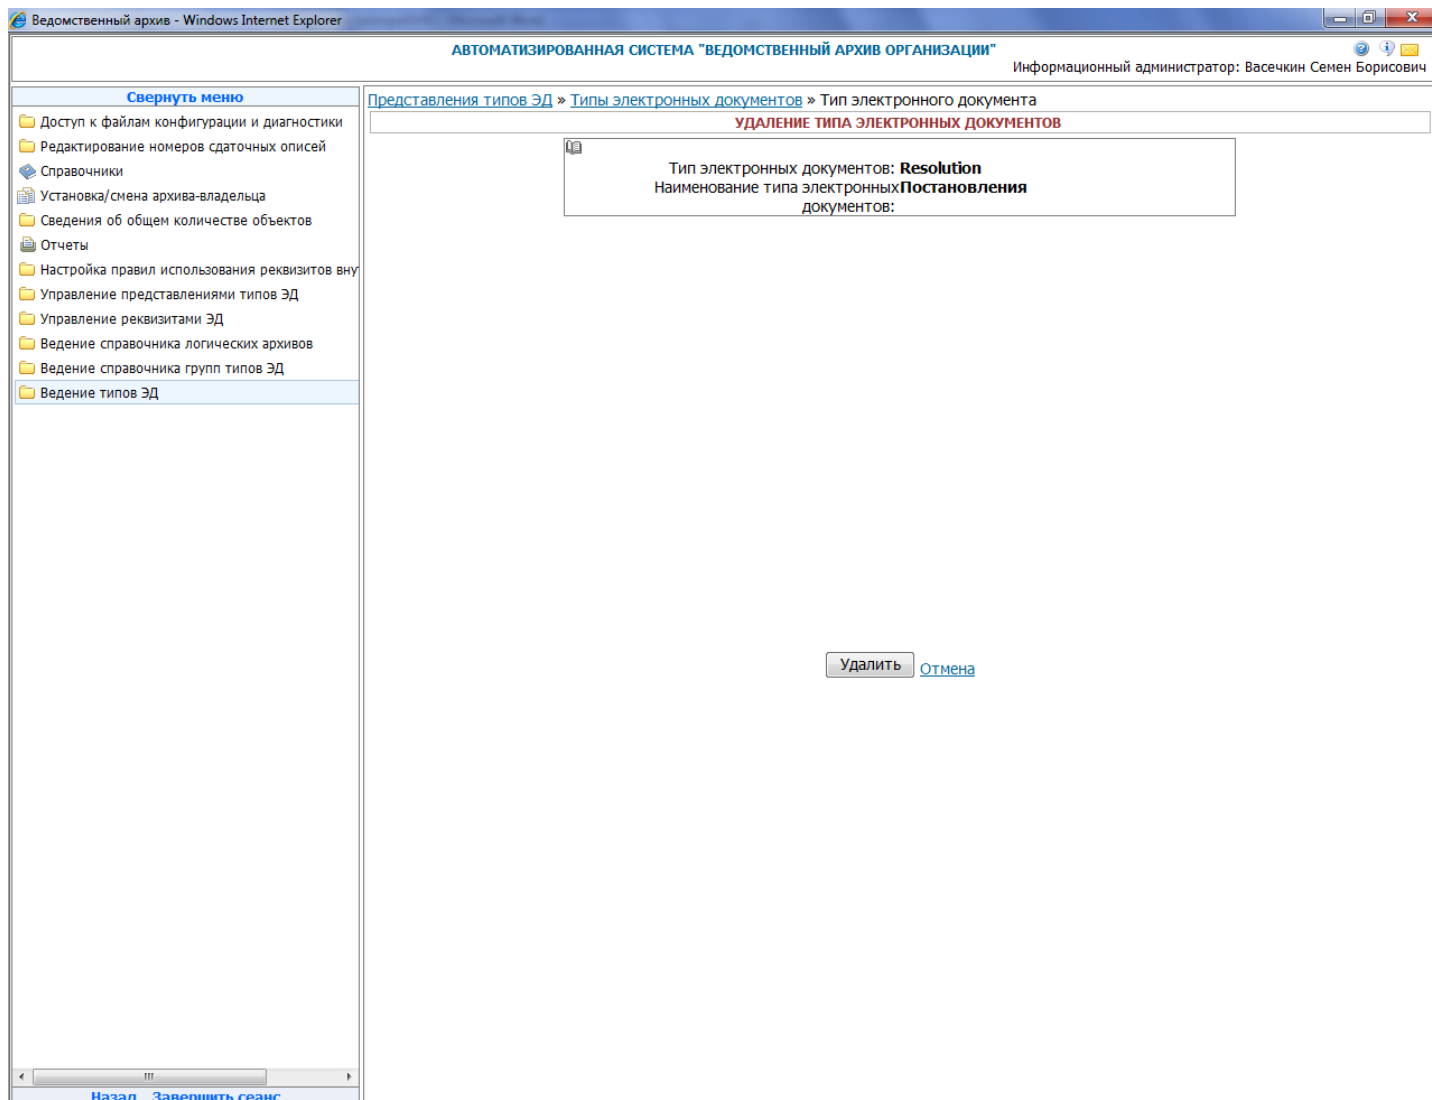 Ведомственный архив - Windows Internet Explorer
АВТОМАТИЗИРОВАННАЯ СИСТЕМА "ВЕДОМСТВЕННЫЙ АРХИВ ОРГАНИЗАЦИИ"
Информационный администратор: Васечкин Семен Борисович
Свернуть меню
Доступ к файлам конфигурации и диагностики
Редактирование номеров сдаточных описей
Справочники
Установка/смена архива-владельца
Сведения об общем количестве объектов
Отчеты
Настройка правил использования реквизитов вну
Управление представлениями типов ЭД
Управление реквизитами ЭД
Ведение справочника логических архивов
Ведение справочника групп типов ЭД
Ведение типов ЭД
Назад Завершить сеанс
Представления типов ЭД » Типы электронных документов » Тип электронного документа
УДАЛЕНИЕ ТИПА ЭЛЕКТРОННЫХ ДОКУМЕНТОВ
Тип электронных документов: Resolution
Наименование типа электронных Постановления
документов:
Удалить Отмена